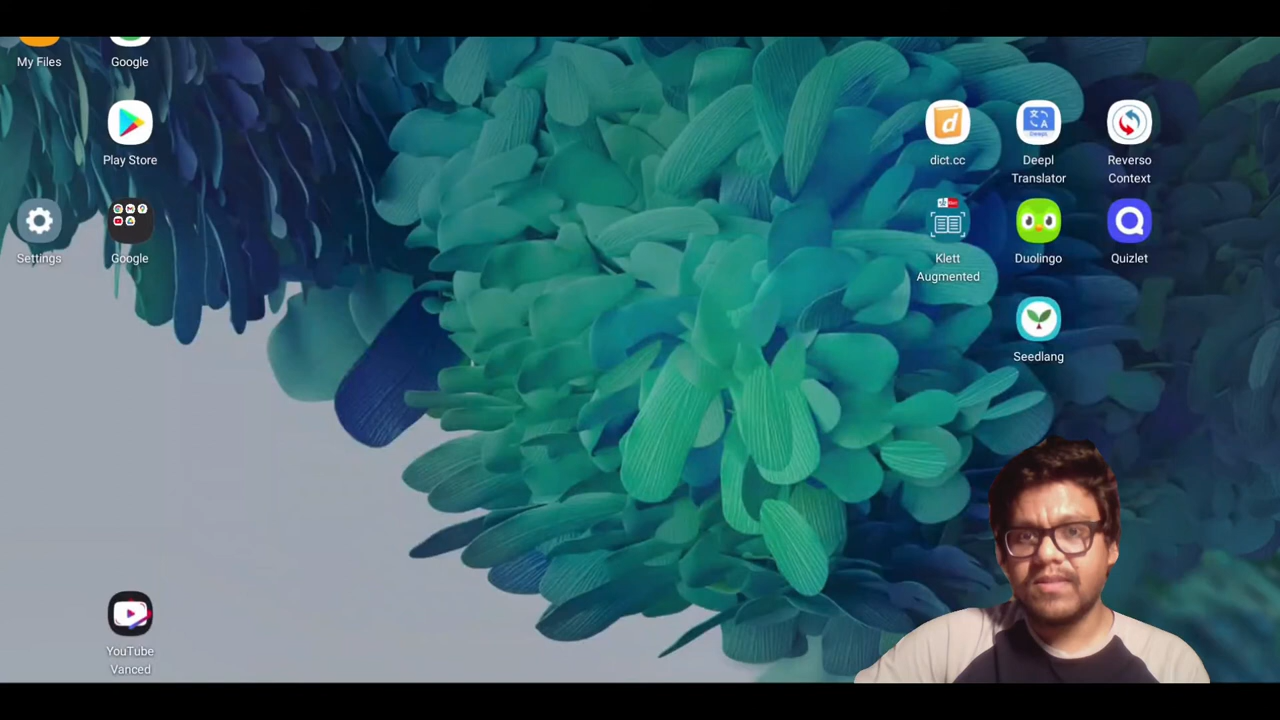 My Files
Google
Play Store
Settings
Google
YouTube
Vanced
dict.cc
Deepl
Translator
Reverso
Context
Klett
Augmented
Duolingo
Quizlet
Seedlang